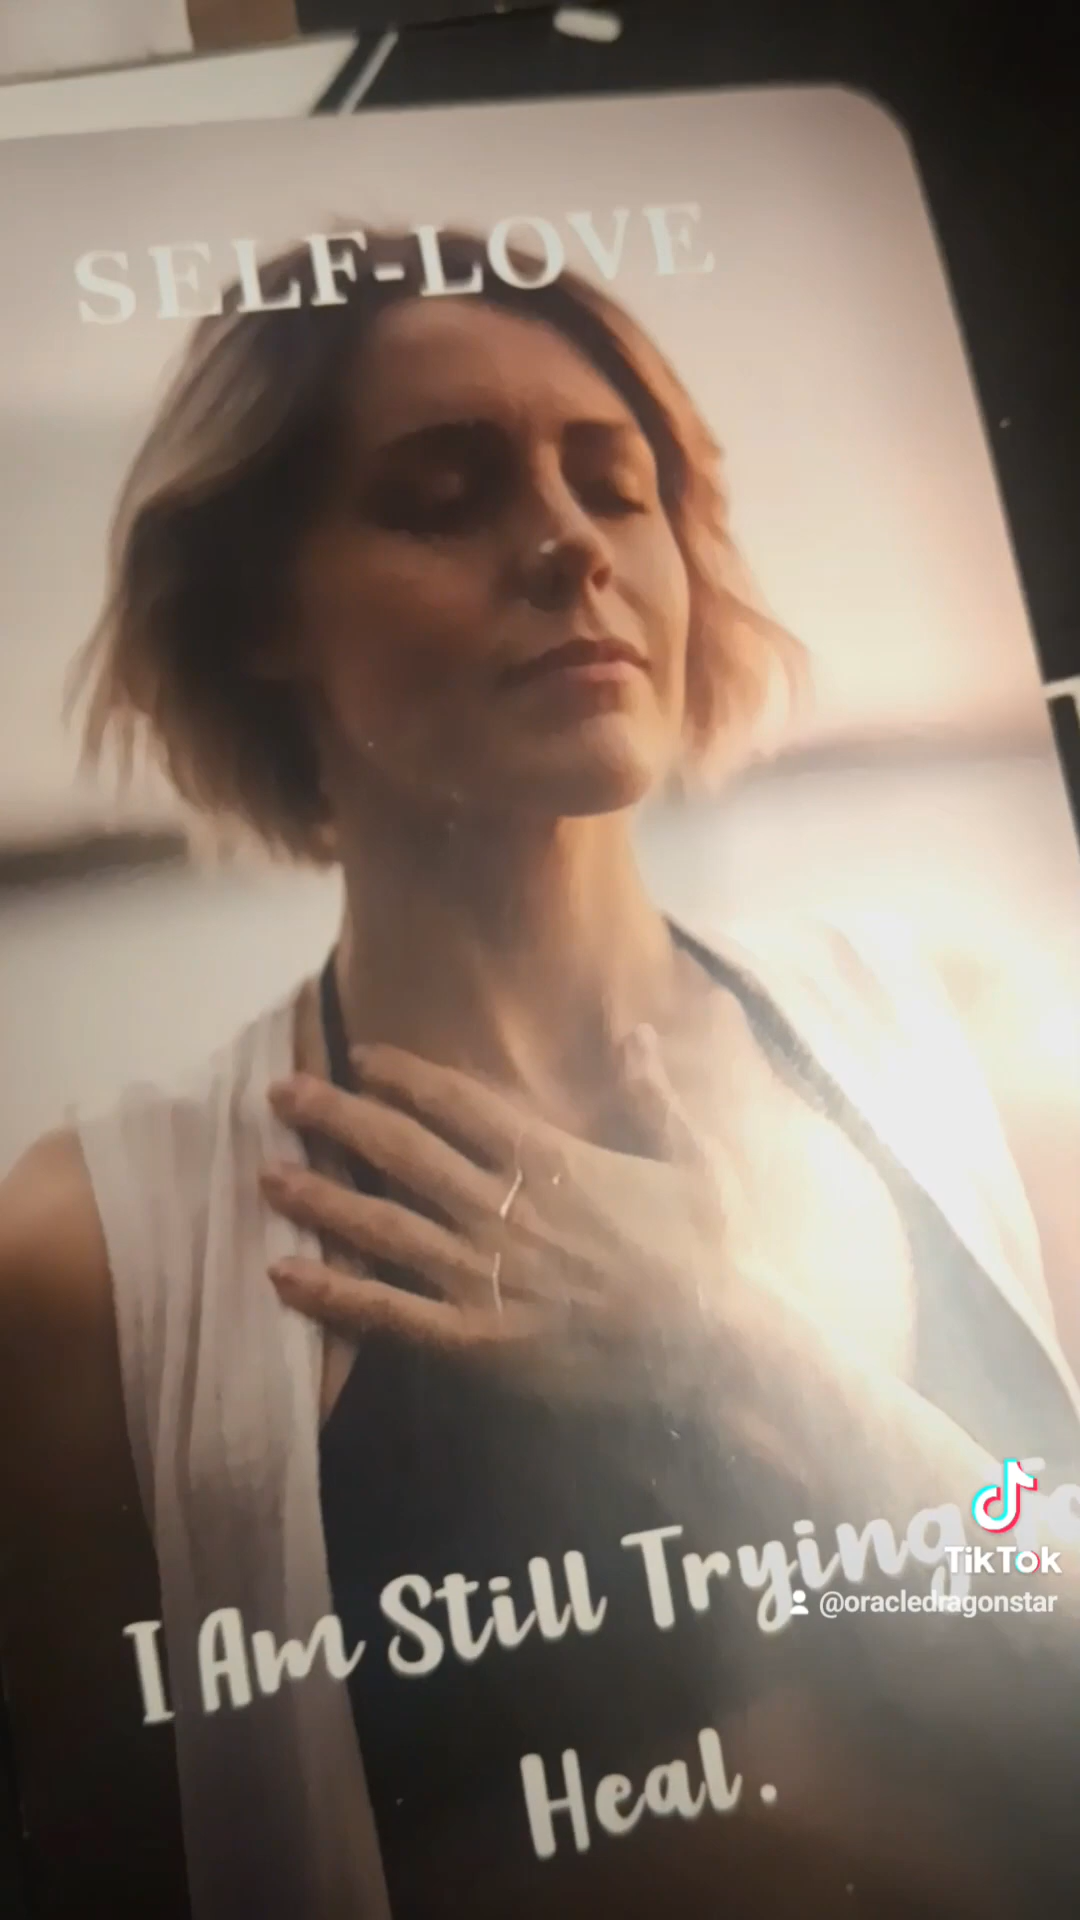 SELF-LOVE
I Am Still Trying To
Heal.
TikTok
@oracledragonstar